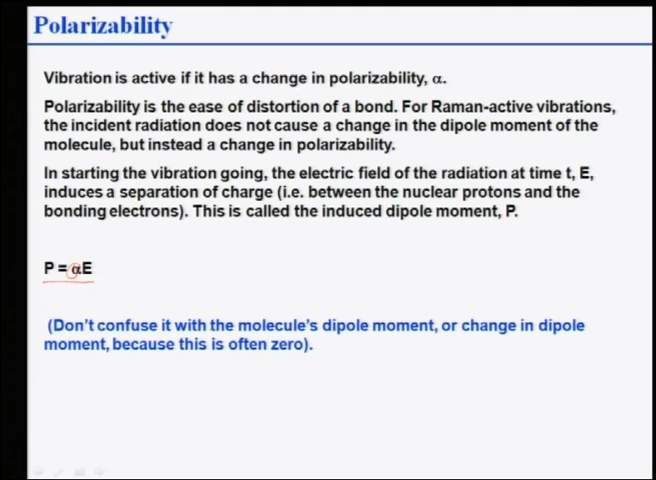 Polarizability
Vibration is active if it has a change in polarizability, α.
Polarizability is the ease of distortion of a bond. For Raman-active vibrations,
the incident radiation does not cause a change in the dipole moment of the
molecule, but instead a change in polarizability.
In starting the vibration going, the electric field of the radiation at time t, E,
induces a separation of charge (i.e. between the nuclear protons and the
bonding electrons). This is called the induced dipole moment, P.
P = αE
(Don't confuse it with the molecule's dipole moment, or change in dipole
moment, because this is often zero).